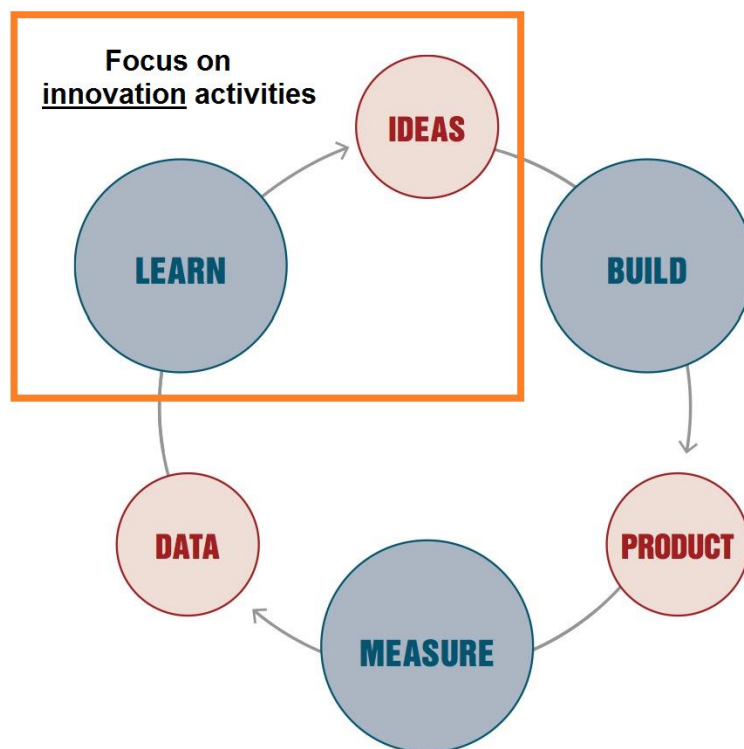 Focus on
innovation activities
IDEAS
LEARN
BUILD
DATA
PRODUCT
MEASURE